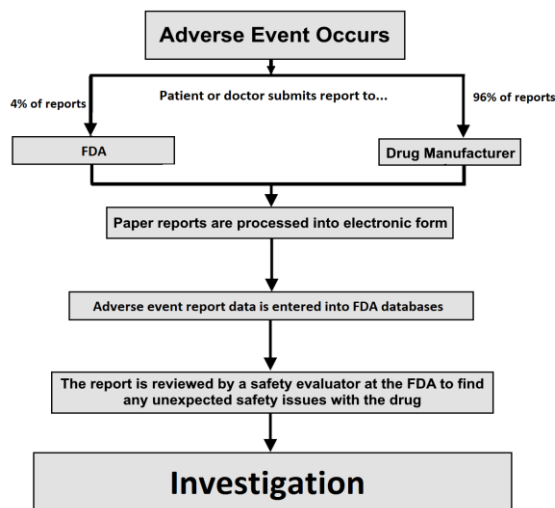 Adverse Event Occurs
4% of reports
Patient or doctor submits report to...
96% of reports
FDA
Drug Manufacturer
Paper reports are processed into electronic form
Adverse event report data is entered into FDA databases
The report is reviewed by a safety evaluator at the FDA to find
any unexpected safety issues with the drug
Investigation